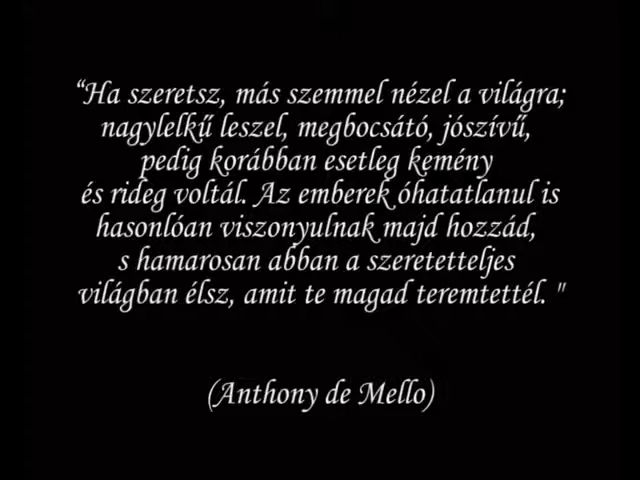 “Ha szeretsz, más szemmel nézel a világra;
nagylelkű leszel, megbocsátó, jószívű,
pedig korábban esetleg kemény
és rideg voltál. Az emberek óhatatlanul is
hasonlóan viszonyulnak majd hozzád,
s hamarosan abban a szeretetteljes
világban élsz, amit te magad teremtettél. "
(Anthony de Mello)